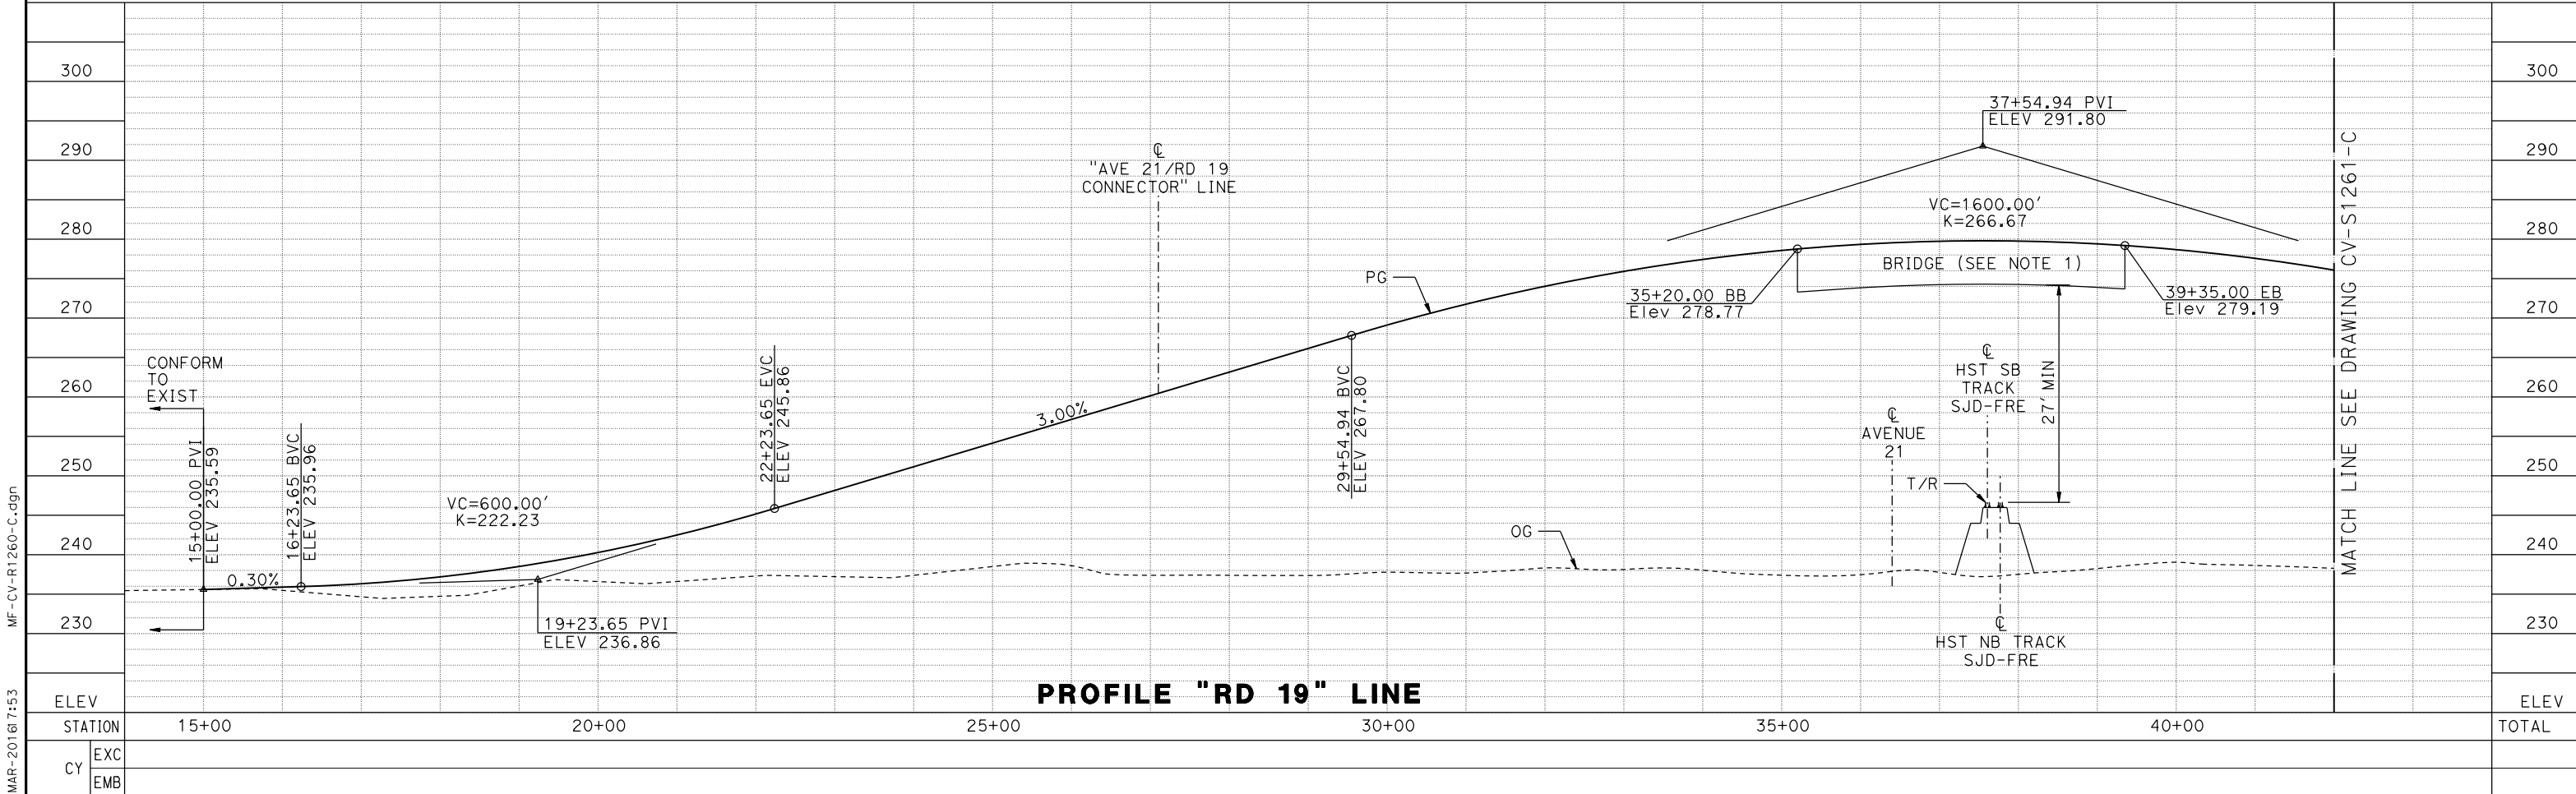 300
290
280
270
260
250
240
230
ELEV
CONFORM
TO
EXIST
15+00.00 PVI
ELEV 235.59
0.30%
16+23.65 BVC
ELEV 235.96
VC=600.00'
K=222.23
19+23.65 PVI
ELEV 236.86
22+23.65 EVC
ELEV 245.86
3.00%
℄
"AVE 21/RD 19
CONNECTOR" LINE
29+54.94 BVC
ELEV 267.80
PG
OG
37+54.94 PVI
ELEV 291.80
VC=1600.00'
K=266.67
BRIDGE (SEE NOTE 1)
35+20.00 BB
Elev 278.77
39+35.00 EB
Elev 279.19
℄
AVENUE
21
℄
HST SB
TRACK
SJD-FRE
27' MIN
T/R
℄
HST NB TRACK
SJD-FRE
MATCH LINE SEE DRAWING CV-S1261-C
300
290
280
270
260
250
240
230
ELEV
PROFILE "RD 19" LINE
STATION
15+00
20+00
25+00
30+00
35+00
40+00
TOTAL
CY
EXC
EMB
MF-CV-R1260-C.dgn
MAR-2016 17:53